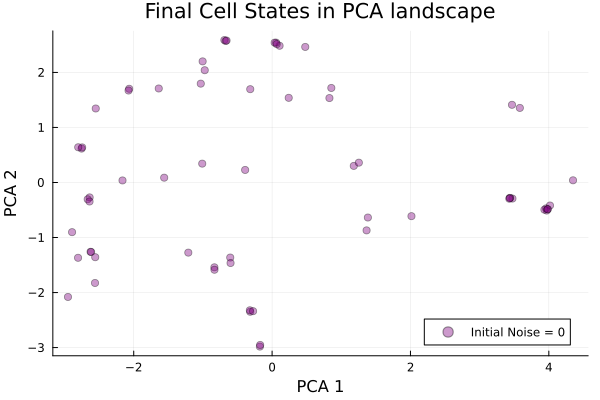 Final Cell States in PCA landscape
PCA 2
2
1
0
−1
−2
−3
Initial Noise = 0
−2
0
2
4
PCA 1